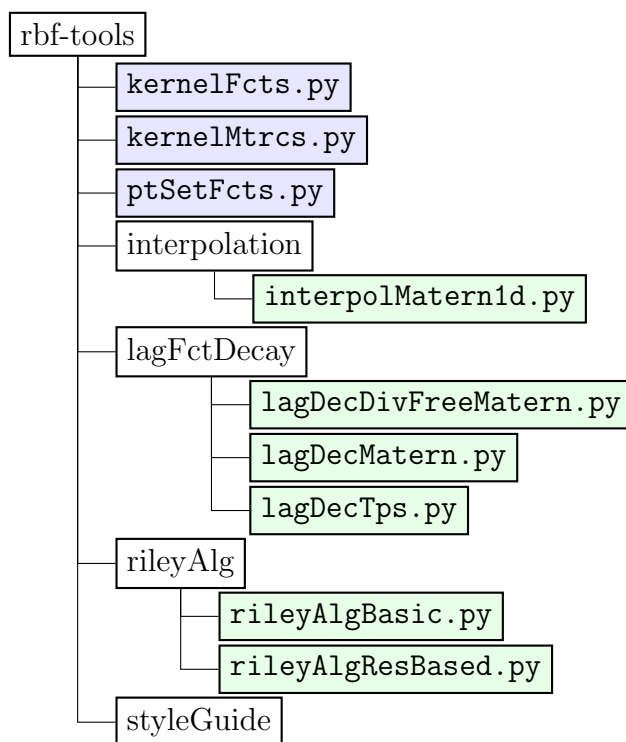 rbf-tools
kernelFcts.py
kernelMtrcs.py
ptSetFcts.py
interpolation
interpolMatern1d.py
lagFctDecay
lagDecDivFreeMatern.py
lagDecMatern.py
lagDecTps.py
rileyAlg
rileyAlgBasic.py
rileyAlgResBased.py
styleGuide